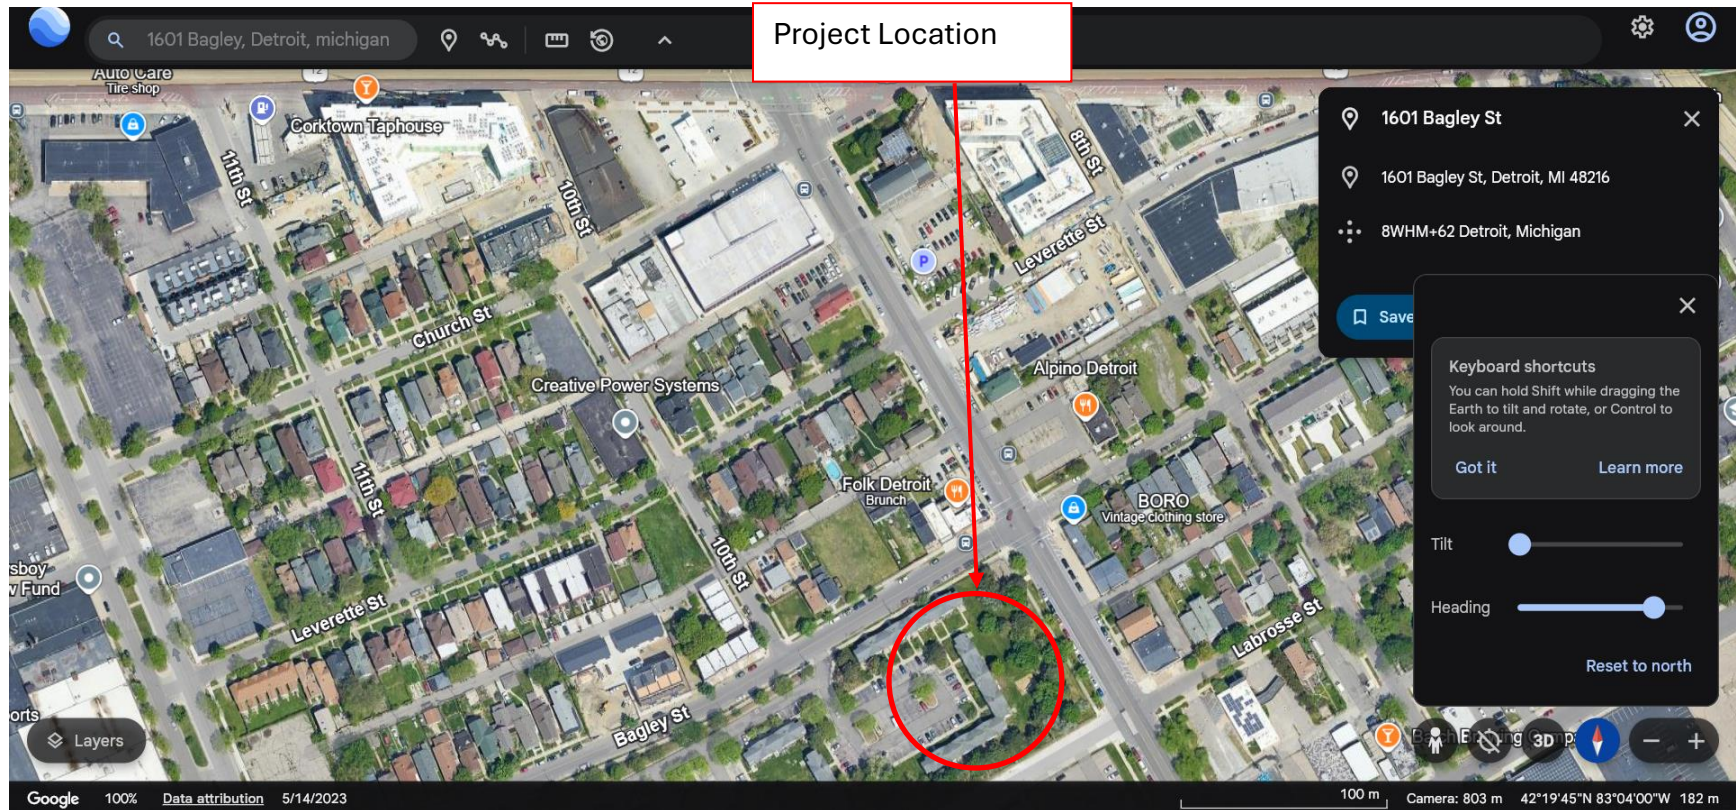 1601 Bagley, Detroit, michigan
Project Location
Auto Care
Tire shop
12
12
Corktown Taphouse
11th St
10th St
8th St
P
Leverette St
Church St
Creative Power Systems
Alpino Detroit
11th St
Folk Detroit
Brunch
BORO
Vintage clothing store
10th St
Fund
Leverette St
Labrosse St
Bagley St
Layers
1601 Bagley St
1601 Bagley St, Detroit, MI 48216
8WHM+62 Detroit, Michigan
Save
Keyboard shortcuts
You can hold Shift while dragging the
Earth to tilt and rotate, or Control to
look around.
Got it
Learn more
Tilt
Heading
Reset to north
3D
Google
100%
Data attribution
5/14/2023
100 m
Camera: 803 m
42°19'45"N 83°04'00"W
182 m